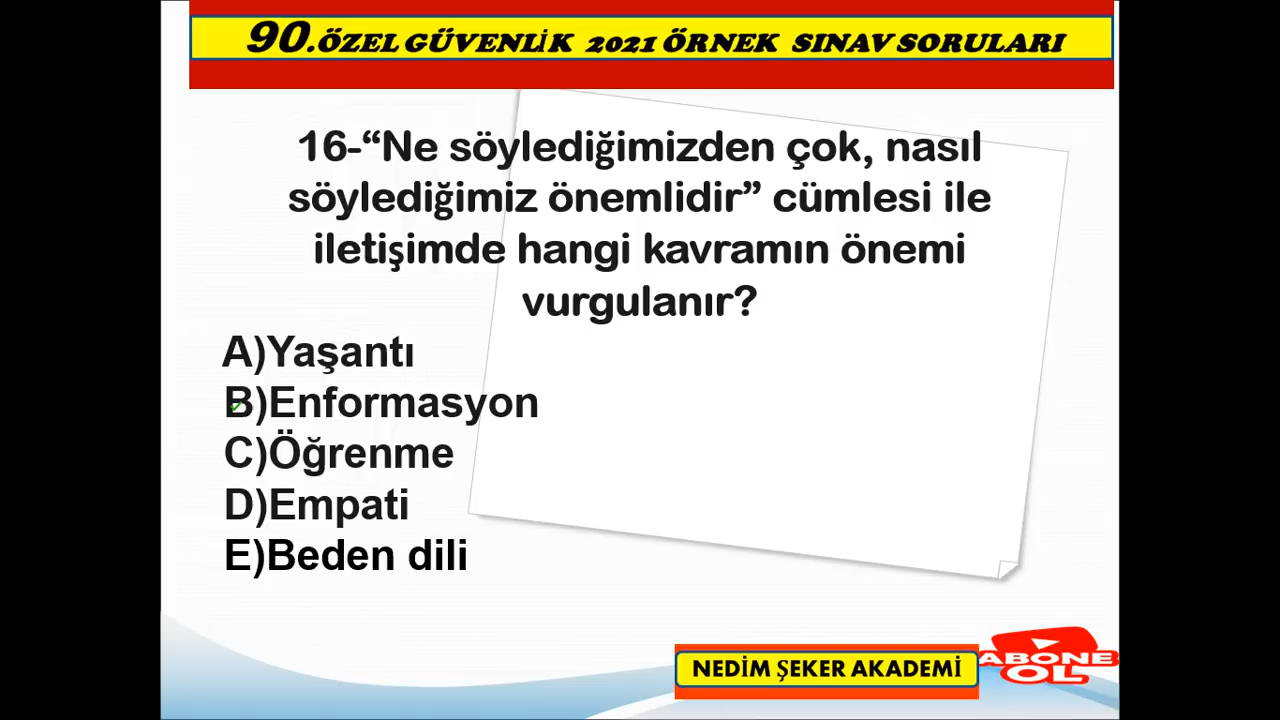 90.ÖZEL GÜVENLİK 2021 ÖRNEK SINAV SORULARI
16-“Ne söylediğimizden çok, nasıl
söylediğimiz önemlidir” cümlesi ile
iletişimde hangi kavramın önemi
vurgulanır?
A)Yaşantı
B)Enformasyon
C)Öğrenme
D)Empati
E)Beden dili
NEDİM ŞEKER AKADEMİ
ABONE
OL